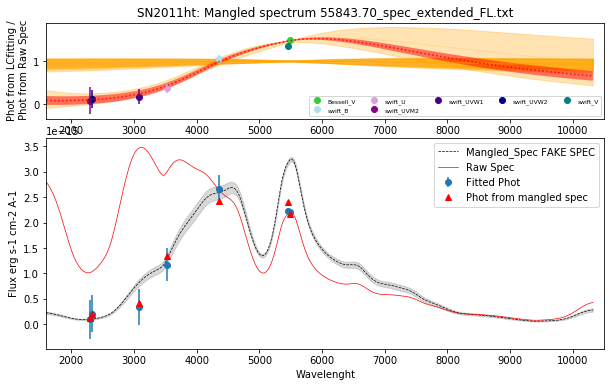 SN2011ht: Mangled spectrum 55843.70_spec_extended_FL.txt
Phot from LCfitting /
Phot from Raw Spec
1
0
Bessell_V
swift_B
swift_U
swift_UVM2
swift_UVW1
swift_UVW2
swift_V
2000 3000 4000 5000 6000 7000 8000 9000 10000
1e−15
Mangled_Spec FAKE SPEC
Raw Spec
Fitted Phot
Phot from mangled spec
Flux erg s-1 cm-2 A-1
3.5
3.0
2.5
2.0
1.5
1.0
0.5
0.0
2000 3000 4000 5000 6000 7000 8000 9000 10000
Wavelenght